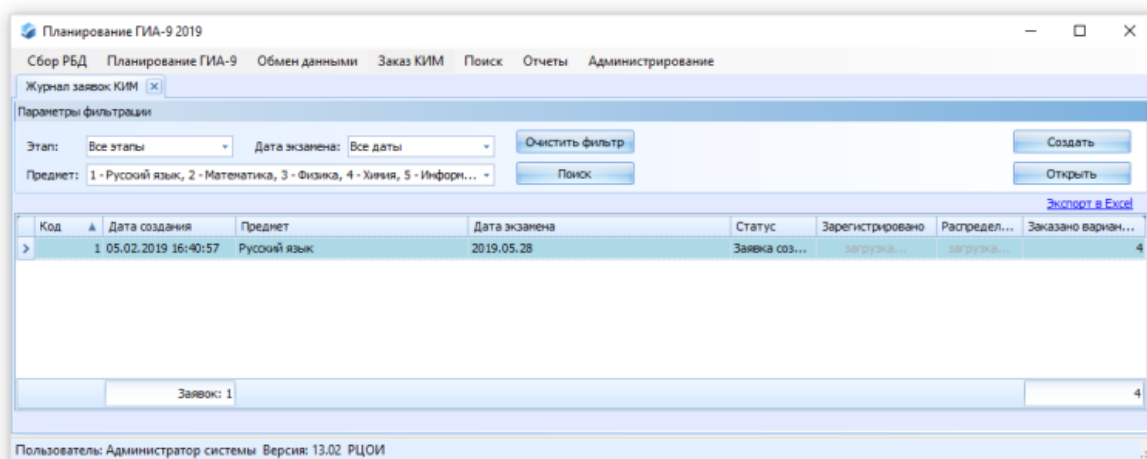 Планирование ГИА-9 2019
Сбор РБД Планирование ГИА-9 Обмен данными Заказ КИМ Поиск Отчеты Администрирование
Журнал заявок КИМ
Параметры фильтрации
Этап: Все этапы Дата экзамена: Все даты Очистить фильтр Создать
Предмет: 1 - Русский язык, 2 - Математика, 3 - Физика, 4 - Химия, 5 - Информ... Поиск Открыть
Экспорт в Excel
Код Дата создания Предмет Дата экзамена Статус Зарегистрировано Распредел... Заказано вариан...
1 05.02.2019 16:40:57 Русский язык 2019.05.28 Заявка соз... загрузка... загрузка... 4
Заявок: 1 4
Пользователь: Администратор системы Версия: 13.02 РЦОИ